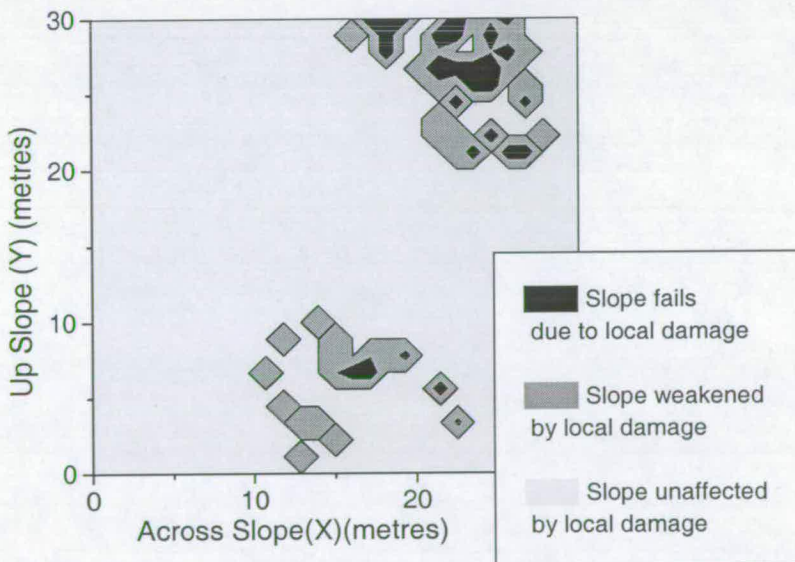 30
20
10
0
Up Slope (Y) (metres)
0
10
20
Across Slope(X)(metres)
Slope fails
due to local damage
Slope weakened
by local damage
Slope unaffected
by local damage